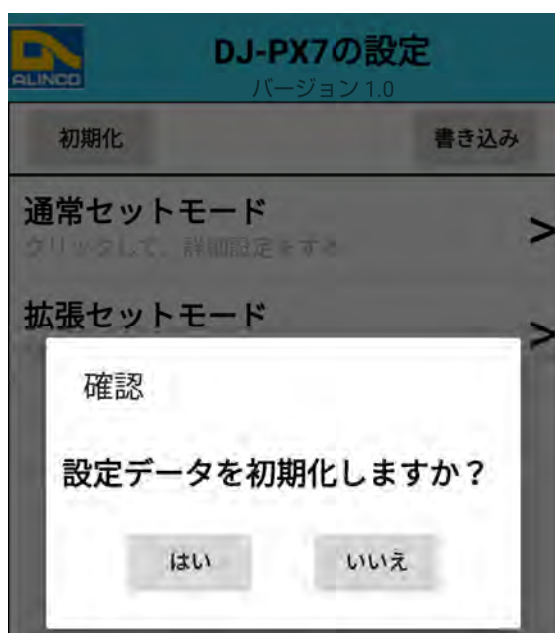 ALINCO
DJ-PX7の設定
バージョン 1.0
初期化
書き込み
通常セットモード
クリックして、詳細設定をする
>
拡張セットモード
>
確認
設定データを初期化しますか？
はい
いいえ